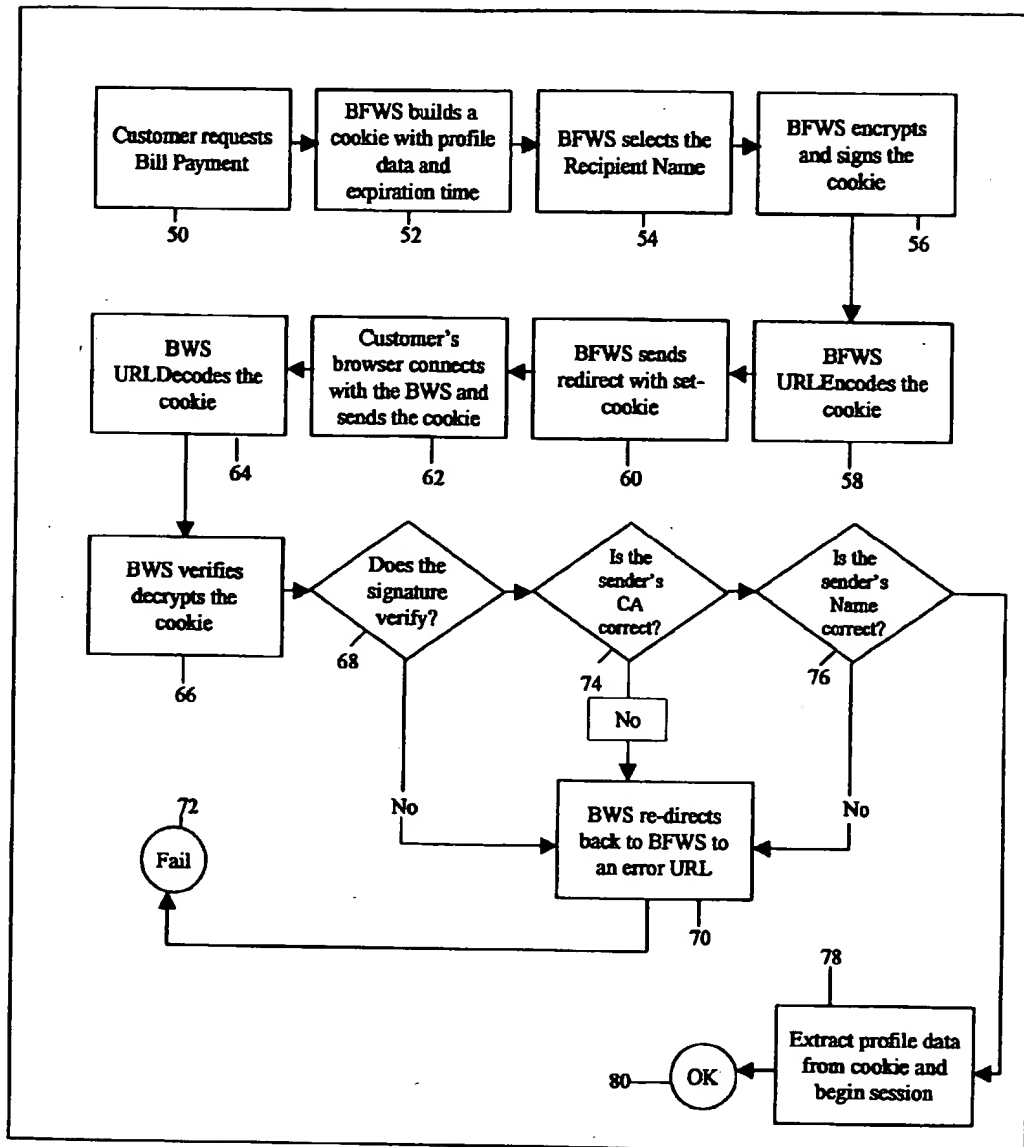 Customer requests
Bill Payment
50
BFWS builds a
cookie with profile
data and
expiration time
52
BFWS selects the
Recipient Name
54
BFWS encrypts
and signs the
cookie
56
BWS
URLDecodes the
cookie
64
Customer's
browser connects
with the BWS and
sends the cookie
62
BFWS sends
redirect with set-
cookie
60
BFWS
URLEncodes the
cookie
58
BWS verifies
decrypts the
cookie
66
Does the
signature
verify?
68
Is the
sender's
CA
correct?
74
Is the
sender's
Name
correct?
76
No
No
No
72
Fail
BWS re-directs
back to BFWS to
an error URL
70
78
Extract profile data
from cookie and
begin session
80
OK